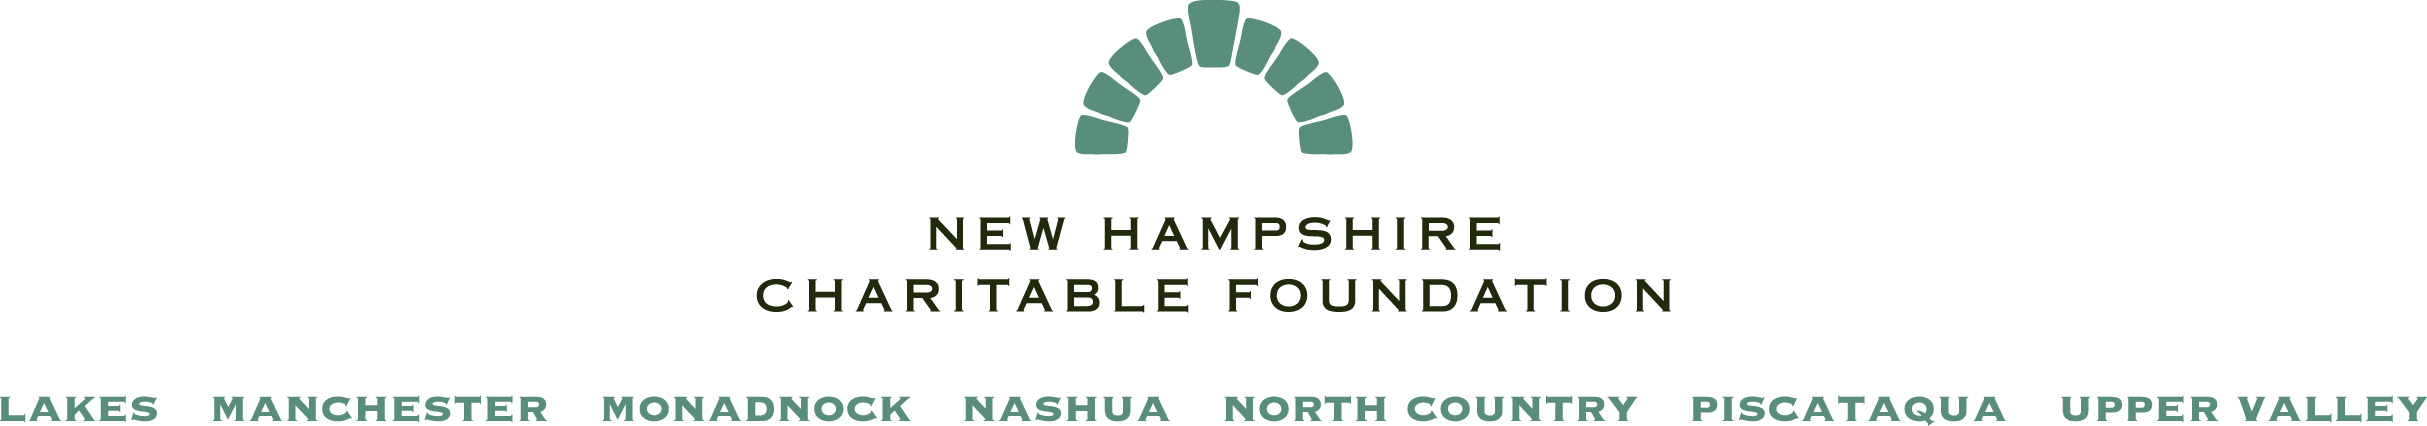 NEW HAMPSHIRE
CHARITABLE FOUNDATION
LAKES MANCHESTER MONADNOCK NASHUA NORTH COUNTRY PISCATAQUA UPPER VALLEY